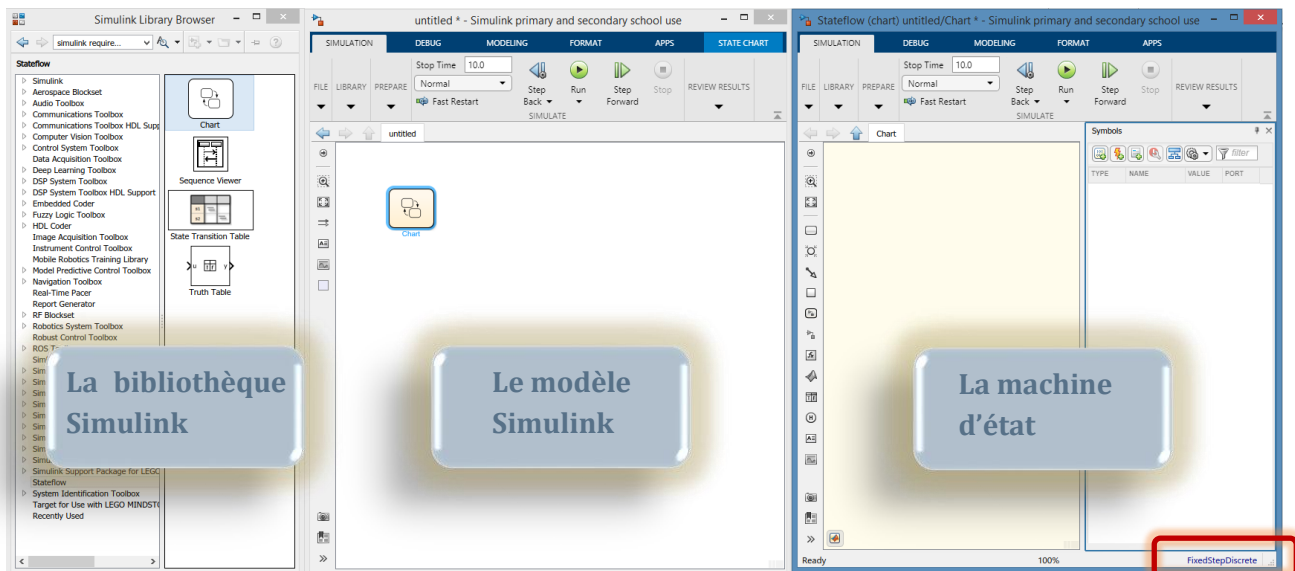 Simulink Library Browser
simulink require...
Stateflow
Simulink
Aerospace Blockset
Audio Toolbox
Communications Toolbox
Communications Toolbox HDL Supp
Computer Vision Toolbox
Control System Toolbox
Data Acquisition Toolbox
Deep Learning Toolbox
DSP System Toolbox
DSP System Toolbox HDL Support
Embedded Coder
Fuzzy Logic Toolbox
HDL Coder
Image Acquisition Toolbox
Instrument Control Toolbox
Mobile Robotics Training Library
Model Predictive Control Toolbox
Navigation Toolbox
Real-Time Pacer
Report Generator
RF Blockset
Robotics System Toolbox
Robust Control Toolbox
Simulink Support Package for LEGO
Stateflow
System Identification Toolbox
Target for Use with LEGO MINDSTO
Recently Used
Chart
Sequence Viewer
State Transition Table
u y
Truth Table
La bibliothèque
Simulink
untitled * - Simulink primary and secondary school use
SIMULATION DEBUG MODELING FORMAT APPS STATE CHART
FILE LIBRARY PREPARE
Stop Time 10.0
Normal
Fast Restart
Step Back
Run
Step Forward
Stop
REVIEW RESULTS
SIMULATE
untitled
Chart
Le modèle
Simulink
Stateflow (chart) untitled/Chart * - Simulink primary and secondary school use
SIMULATION DEBUG MODELING FORMAT APPS
FILE LIBRARY PREPARE
Stop Time 10.0
Normal
Fast Restart
Step Back
Run
Step Forward
Stop
REVIEW RESULTS
SIMULATE
Chart
Symbols
filter
TYPE NAME VALUE PORT
La machine
d'état
Ready 100% FixedStepDiscrete